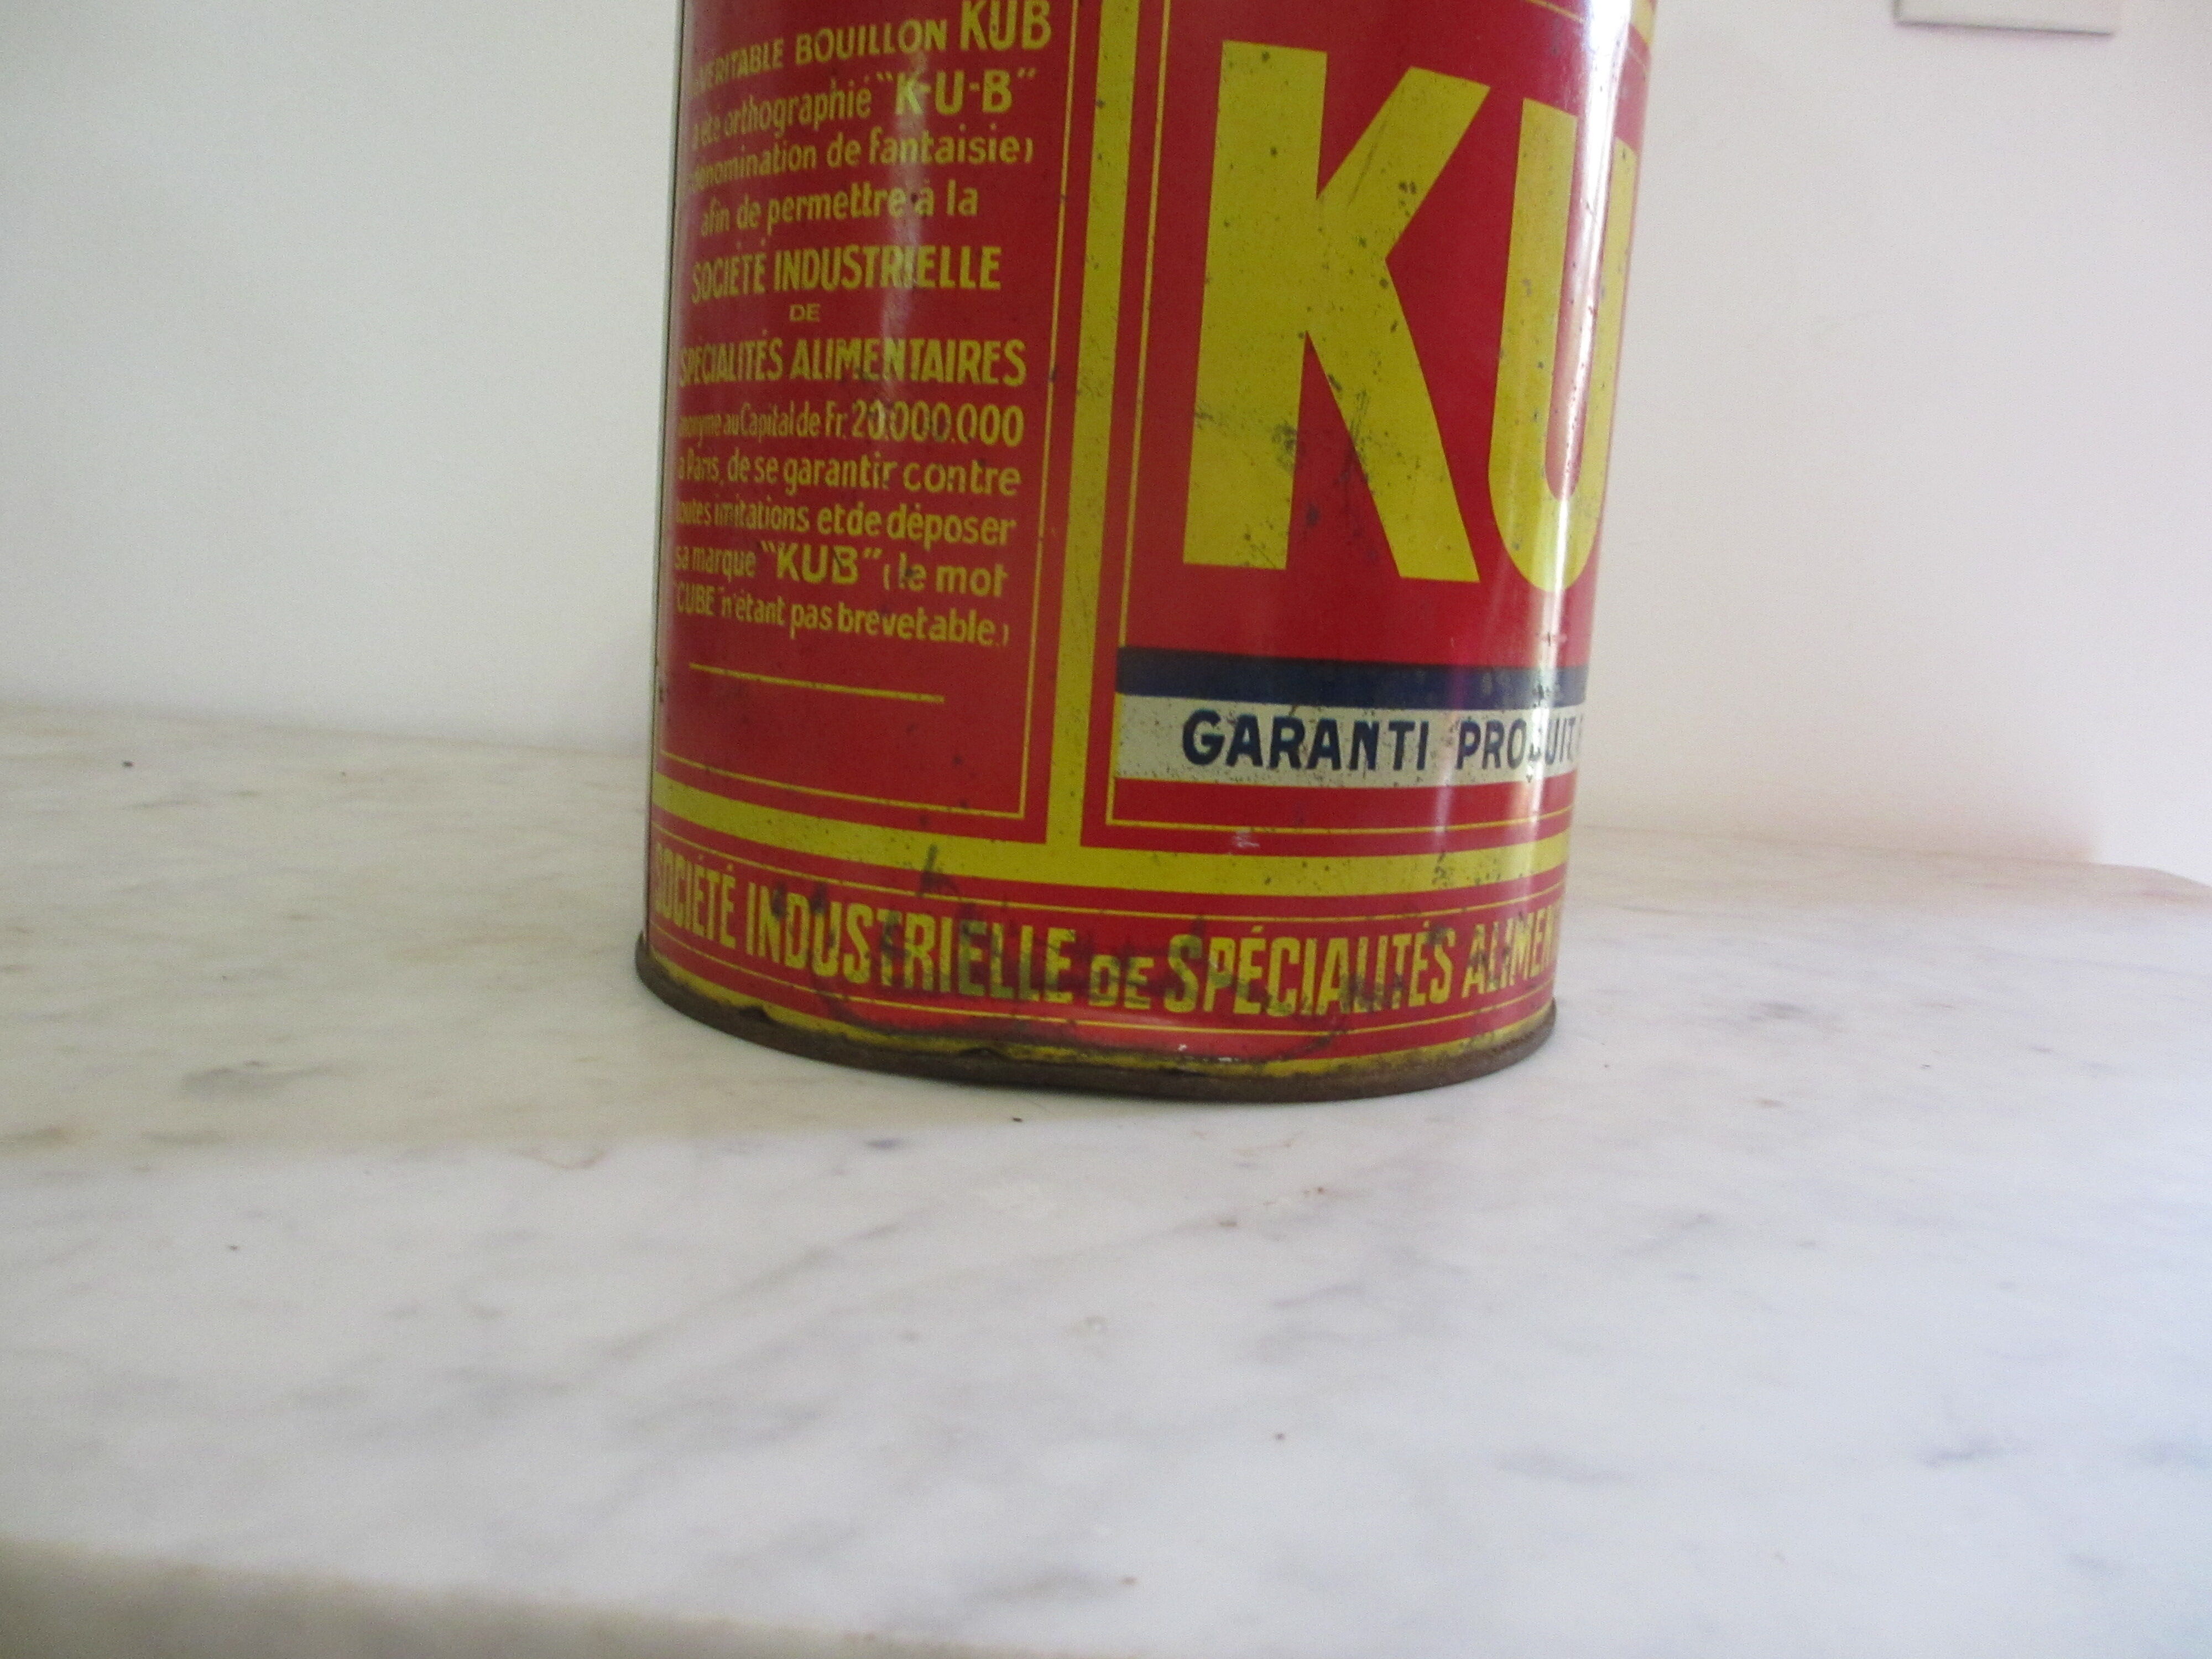 VÉRITABLE BOUILLON KUB
a été orthographié "K-U-B"
dénomination de fantaisie)
afin de permettre à la
SOCIÉTÉ INDUSTRIELLE
DE
SPÉCIALITÉS ALIMENTAIRES
anonyme au Capital de Fr. 20.000.000
à Paris, de se garantir contre
toutes imitations et de déposer
sa marque "KUB" (le mot
"CUBE" n'étant pas brevetable.)
KU
GARANTI PRODUIT
SOCIÉTÉ INDUSTRIELLE DE SPÉCIALITÉS ALIMEN